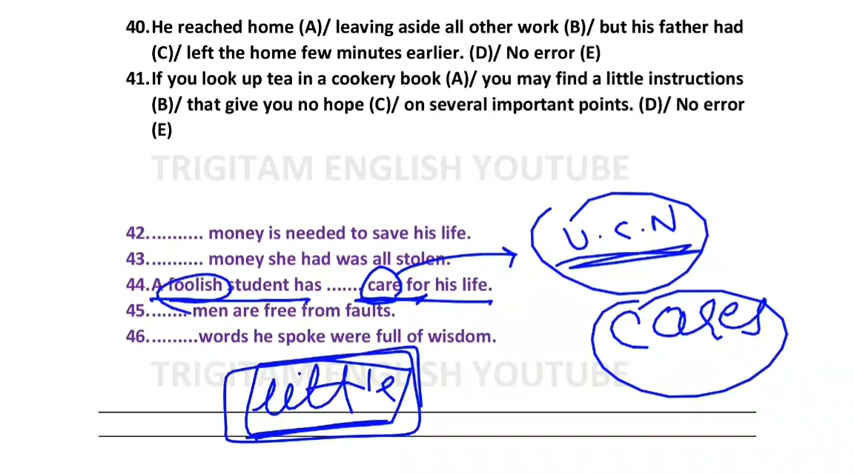 40.He reached home (A)/ leaving aside all other work (B)/ but his father had
(C)/ left the home few minutes earlier. (D)/ No error (E)
41.If you look up tea in a cookery book (A)/ you may find a little instructions
(B)/ that give you no hope (C)/ on several important points. (D)/ No error
(E)
TRIGITAM ENGLISH YOUTUBE
U.C.N
42.......... money is needed to save his life.
43.......... money she had was all stolen.
44.A foolish student has ...... care for his life.
45........men are free from faults.
cares
46..........words he spoke were full of wisdom.
TRIGITAM ENGLISH YOUTUBE
little